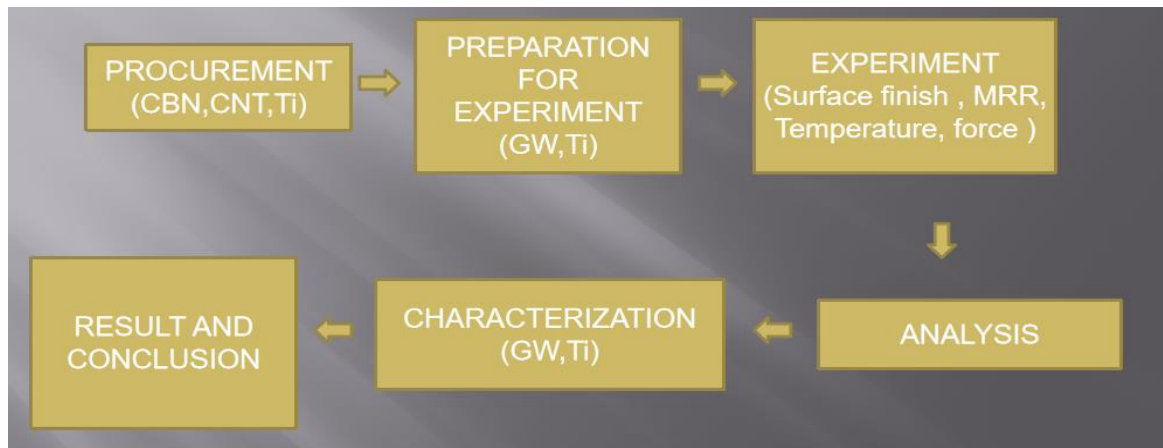 PROCUREMENT
(CBN,CNT,Ti)
PREPARATION
FOR
EXPERIMENT
(GW,Ti)
EXPERIMENT
(Surface finish , MRR,
Temperature, force )
ANALYSIS
CHARACTERIZATION
(GW,Ti)
RESULT AND
CONCLUSION